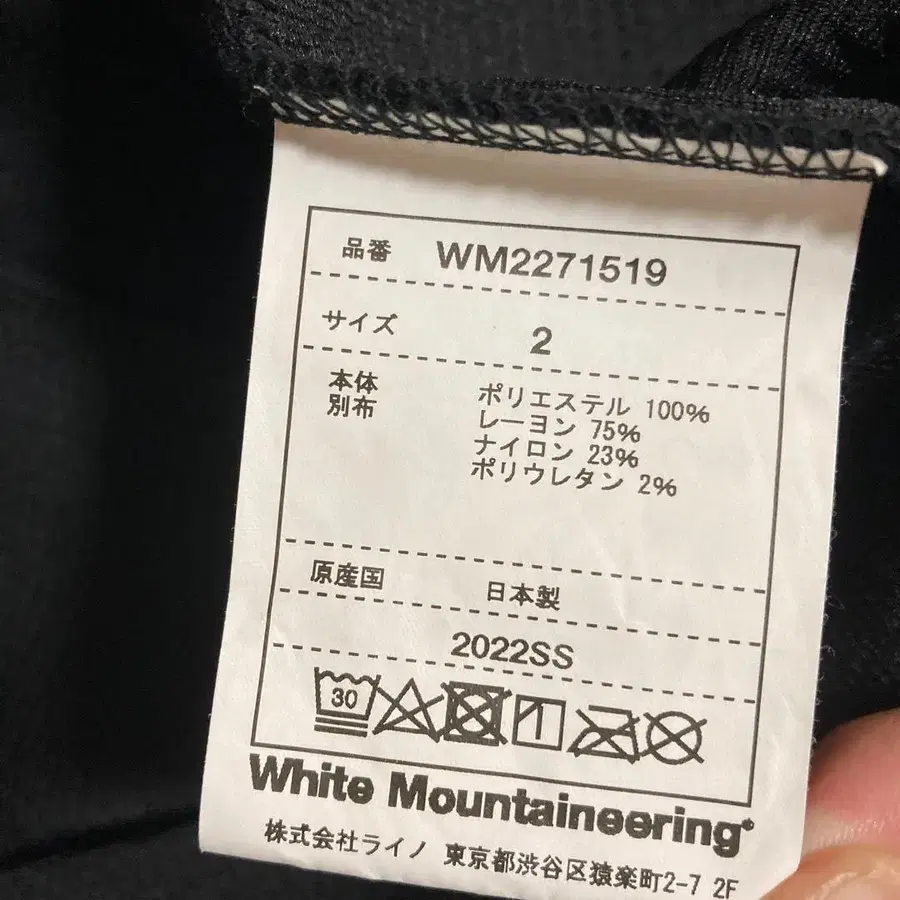 品番 WM2271519
サイズ 2
本体 ポリエステル 100%
別布 レーヨン 75%
ナイロン 23%
ポリウレタン 2%
原産国 日本製
2022SS
30
White Mountaineering
株式会社ライノ 東京都渋谷区猿楽町2-7 2F